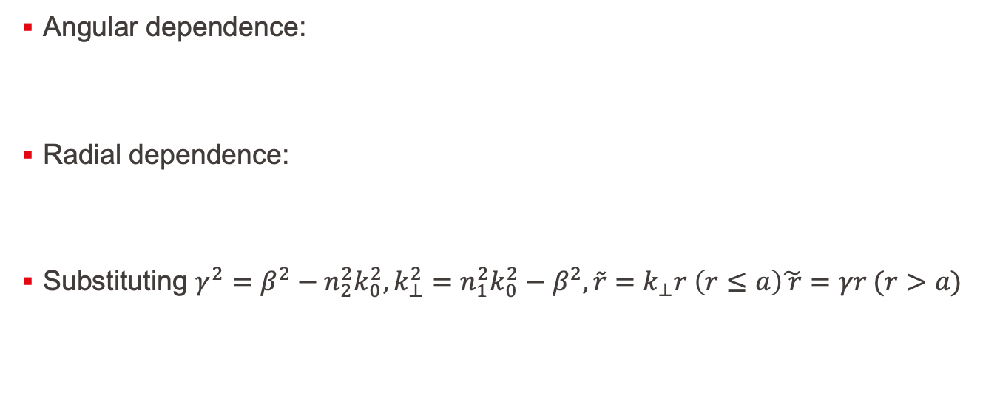 ▪ Angular dependence:
▪ Radial dependence:
▪ Substituting γ² = β² − n₂²k₀², k⊥² = n₁²k₀² − β², r̃ = k⊥r (r ≤ a) r̃ = γr (r > a)